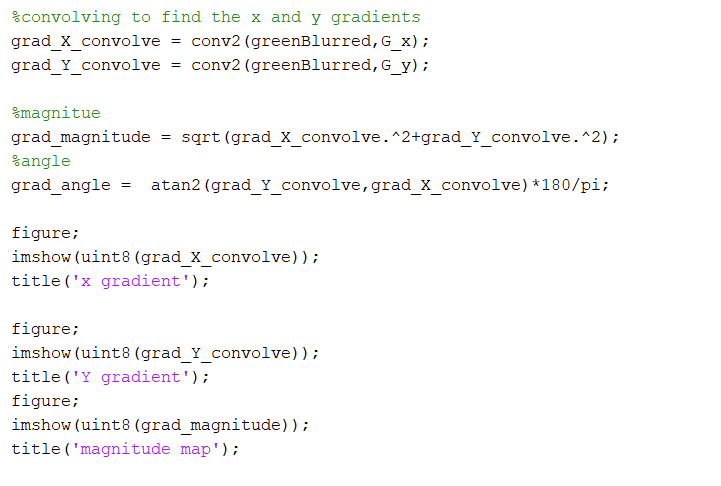 %convolving to find the x and y gradients
grad_X_convolve = conv2(greenBlurred,G_x);
grad_Y_convolve = conv2(greenBlurred,G_y);
%magnitue
grad_magnitude = sqrt(grad_X_convolve.^2+grad_Y_convolve.^2);
%angle
grad_angle =  atan2(grad_Y_convolve,grad_X_convolve)*180/pi;
figure;
imshow(uint8(grad_X_convolve));
title('x gradient');
figure;
imshow(uint8(grad_Y_convolve));
title('Y gradient');
figure;
imshow(uint8(grad_magnitude));
title('magnitude map');